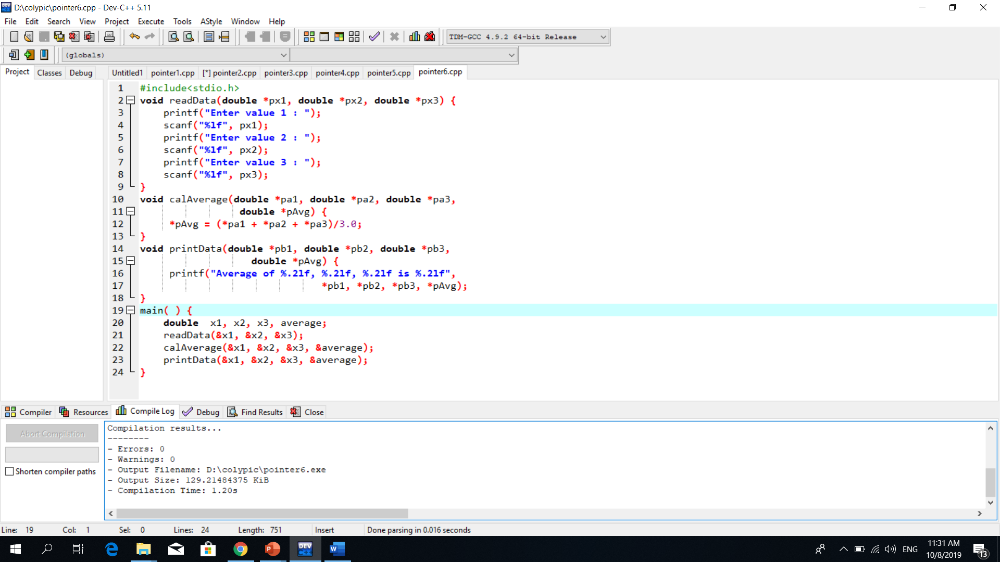 D:\colypic\pointer6.cpp - Dev-C++ 5.11
File Edit Search View Project Execute Tools AStyle Window Help
TDM-GCC 4.9.2 64-bit Release
(globals)
Project Classes Debug Untitled1 pointer1.cpp [*] pointer2.cpp pointer3.cpp pointer4.cpp pointer5.cpp pointer6.cpp
1 #include<stdio.h>
2 void readData(double *px1, double *px2, double *px3) {
3 printf("Enter value 1 : ");
4 scanf("%lf", px1);
5 printf("Enter value 2 : ");
6 scanf("%lf", px2);
7 printf("Enter value 3 : ");
8 scanf("%lf", px3);
9 }
10 void calAverage(double *pa1, double *pa2, double *pa3,
11 double *pAvg) {
12 *pAvg = (*pa1 + *pa2 + *pa3)/3.0;
13 }
14 void printData(double *pb1, double *pb2, double *pb3,
15 double *pAvg) {
16 printf("Average of %.2lf, %.2lf, %.2lf is %.2lf",
17 *pb1, *pb2, *pb3, *pAvg);
18 }
19 main( ) {
20 double  x1, x2, x3, average;
21 readData(&x1, &x2, &x3);
22 calAverage(&x1, &x2, &x3, &average);
23 printData(&x1, &x2, &x3, &average);
24 }
Compiler Resources Compile Log Debug Find Results Close
Abort Compilation
Shorten compiler paths
Compilation results...
--------
- Errors: 0
- Warnings: 0
- Output Filename: D:\colypic\pointer6.exe
- Output Size: 129.21484375 KiB
- Compilation Time: 1.20s
Line: 19 Col: 1 Sel: 0 Lines: 24 Length: 751 Insert Done parsing in 0.016 seconds
DEV C++
ENG
11:31 AM
10/8/2019
13